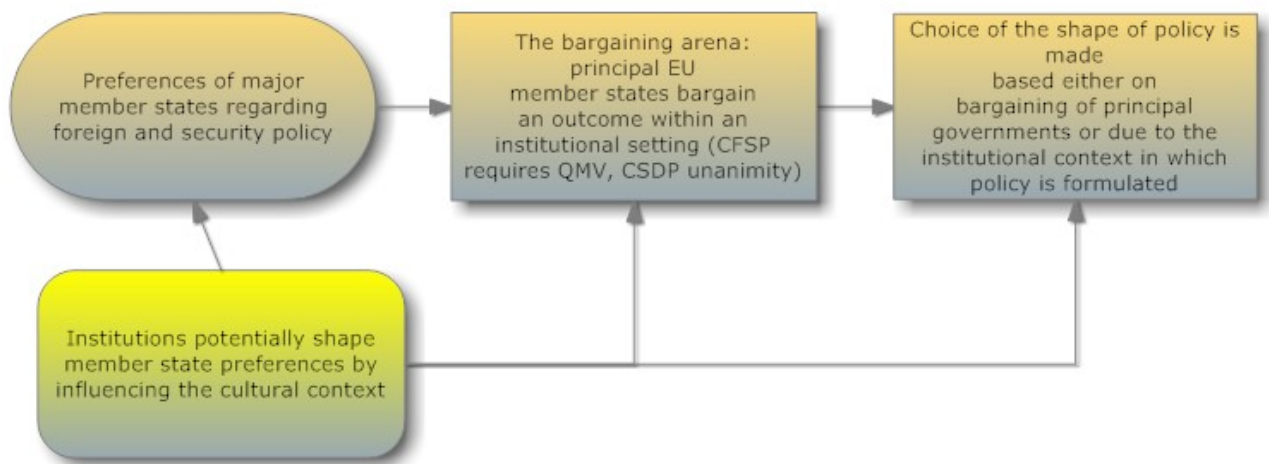 Preferences of major
member states regarding
foreign and security policy
The bargaining arena:
principal EU
member states bargain
an outcome within an
institutional setting (CFSP
requires QMV, CSDP unanimity)
Choice of the shape of policy is
made
based either on
bargaining of principal
governments or due to the
institutional context in which
policy is formulated
Institutions potentially shape
member state preferences by
influencing the cultural context